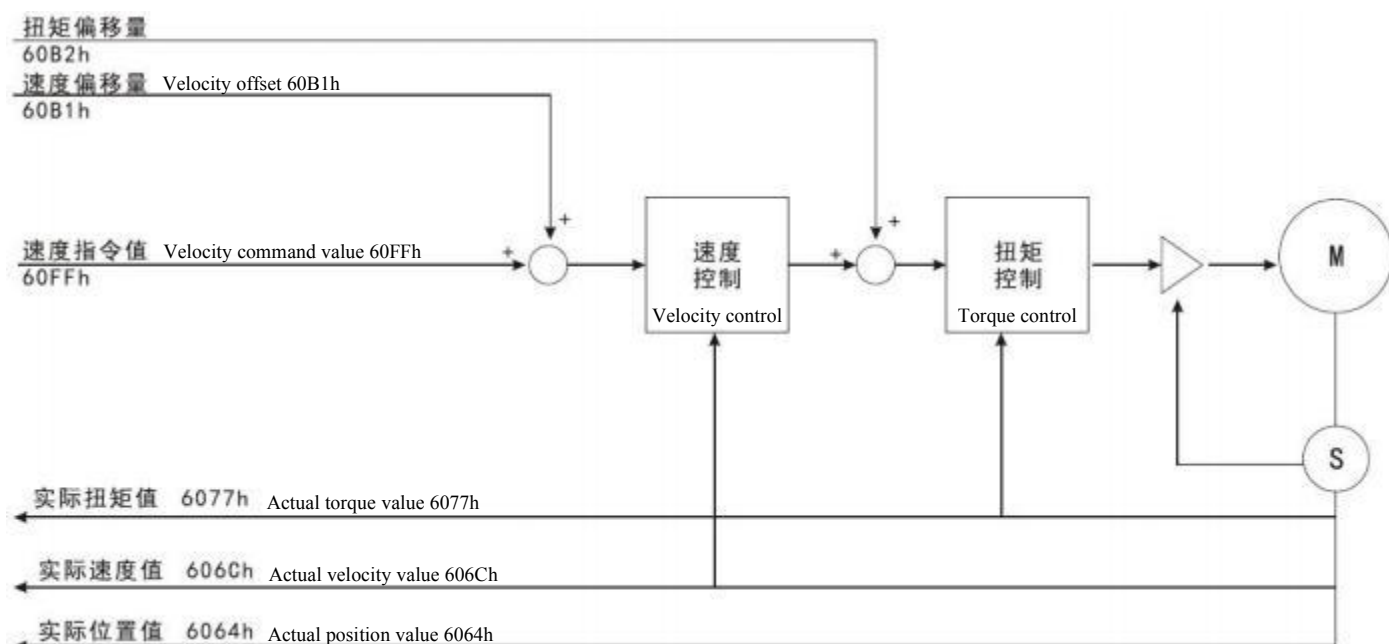 扭矩偏移量
60B2h
速度偏移量 Velocity offset 60B1h
60B1h
+
+
速度指令值 Velocity command value 60FFh
60FFh
+
速度
控制
Velocity control
+
扭矩
控制
Torque control
M
S
实际扭矩值 6077h Actual torque value 6077h
实际速度值 606Ch Actual velocity value 606Ch
实际位置值 6064h Actual position value 6064h